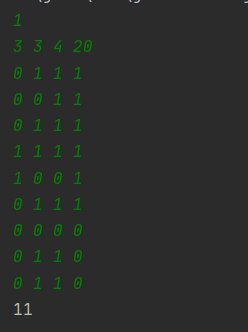 1
3 3 4 20
0 1 1 1
0 0 1 1
0 1 1 1
1 1 1 1
1 0 0 1
0 1 1 1
0 0 0 0
0 1 1 0
0 1 1 0
11